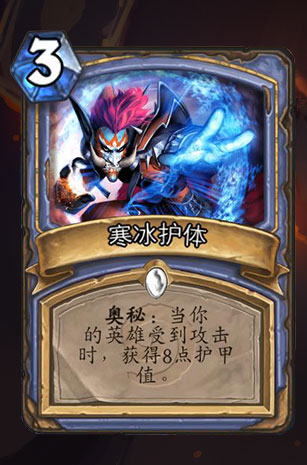 3
寒冰护体
奥秘：当你
的英雄受到攻击
时，获得8点护甲
值。